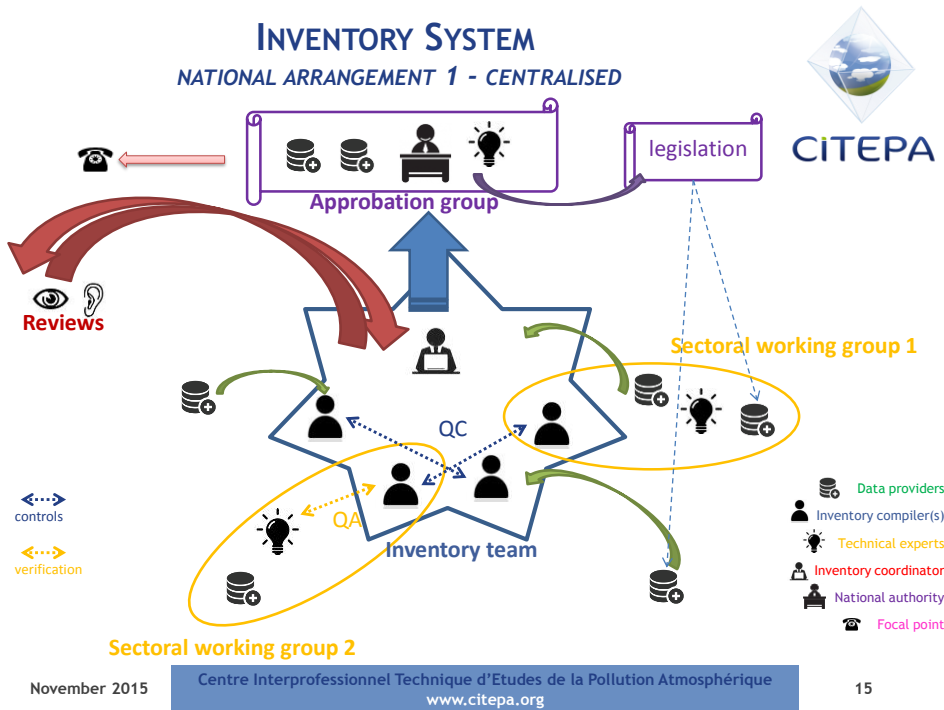 INVENTORY SYSTEM
NATIONAL ARRANGEMENT 1 - CENTRALISED
CiTEPA
legislation
Approbation group
Reviews
Sectoral working group 1
QC
QA
controls
verification
Inventory team
Data providers
Inventory compiler(s)
Technical experts
Inventory coordinator
National authority
Focal point
Sectoral working group 2
November 2015
Centre Interprofessionnel Technique d'Etudes de la Pollution Atmosphérique
www.citepa.org
15